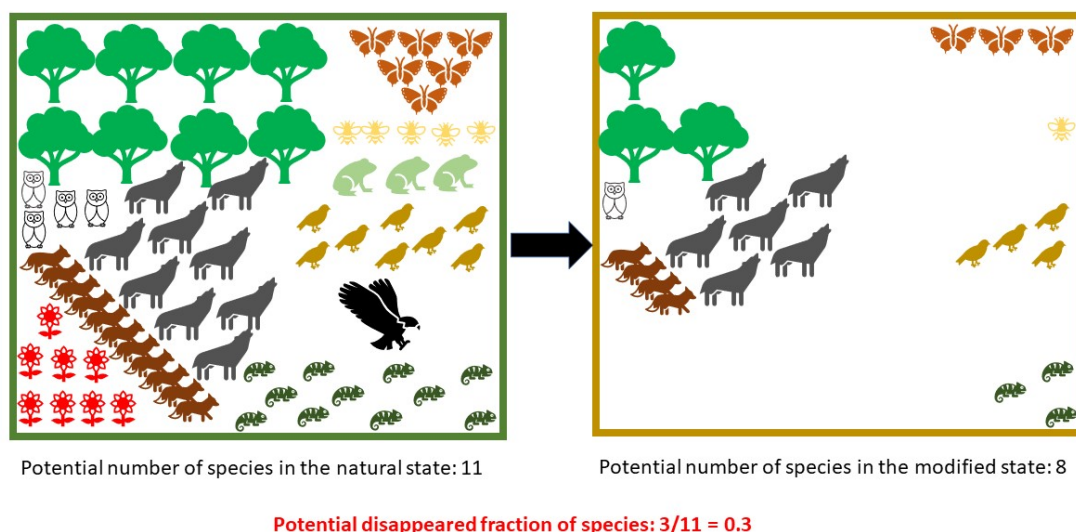 Potential number of species in the natural state: 11
Potential number of species in the modified state: 8
Potential disappeared fraction of species: 3/11 = 0.3